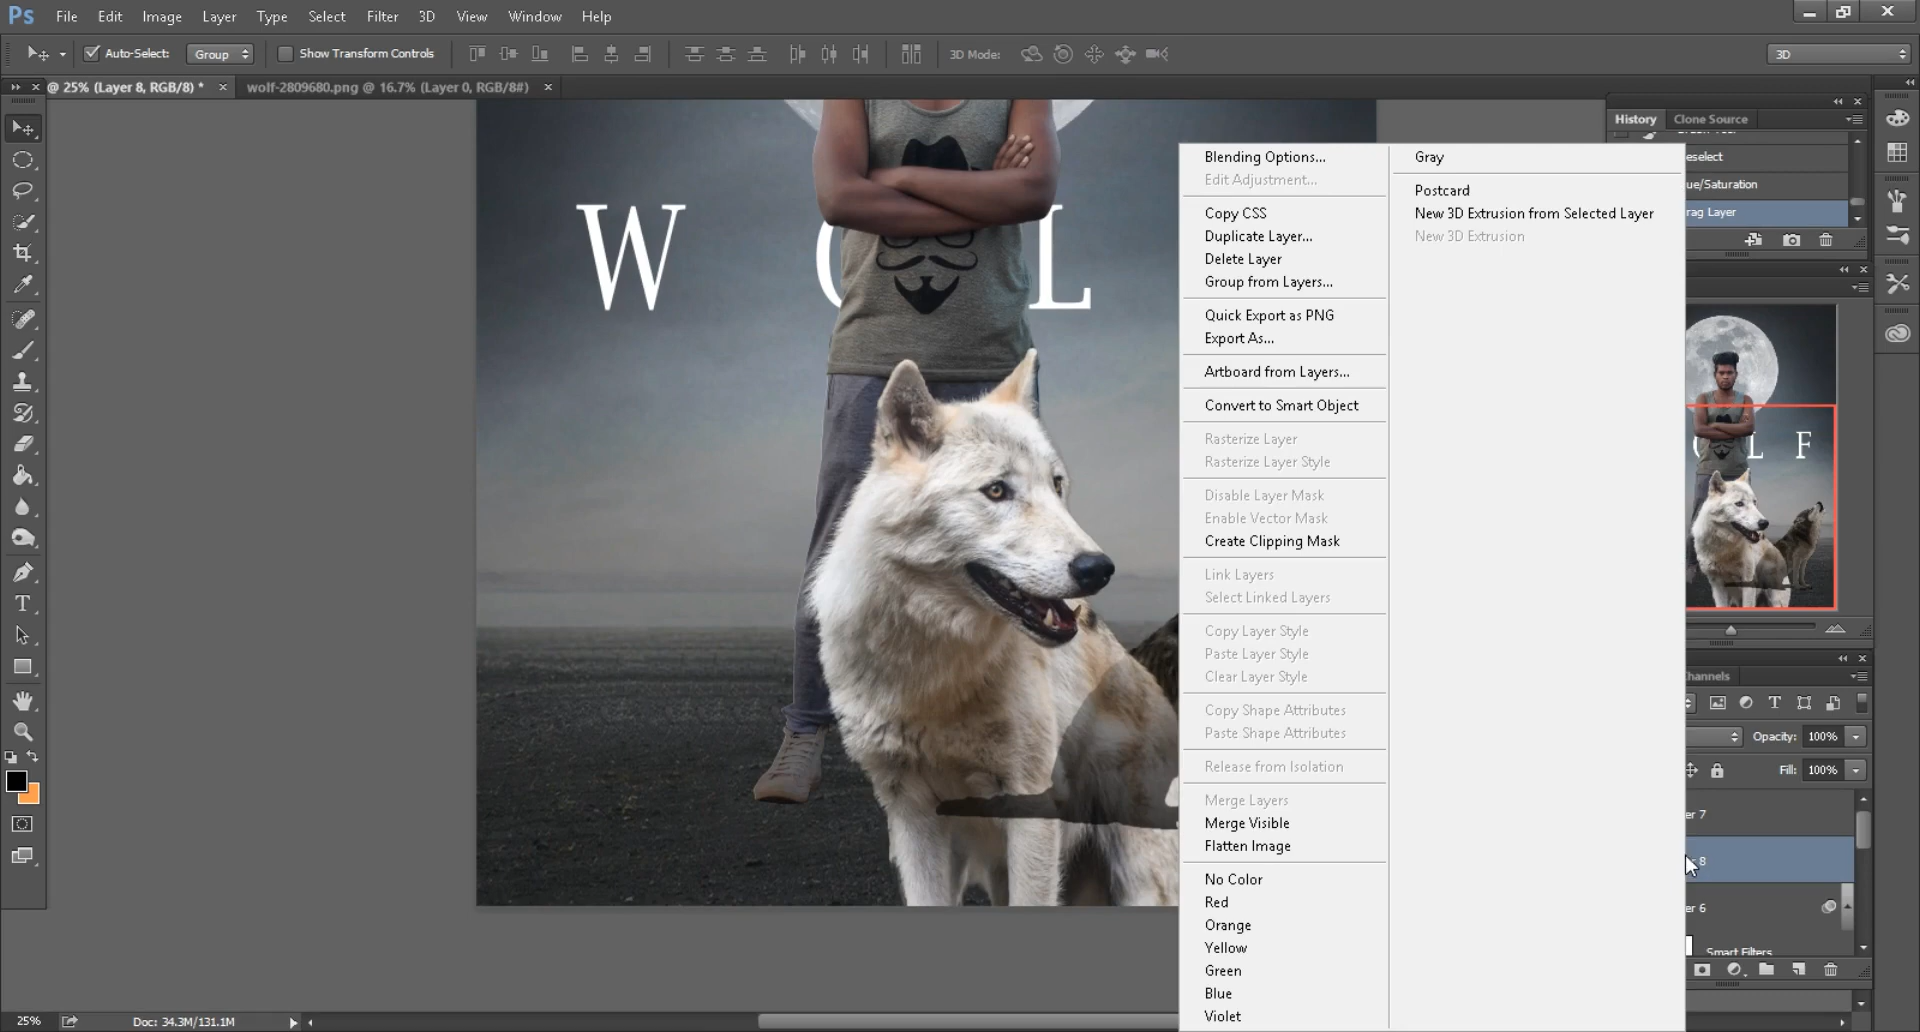 Ps File Edit Image Layer Type Select Filter 3D View Window Help
Auto-Select: Group Show Transform Controls 3D Mode: 3D
@ 25% (Layer 8, RGB/8) * wolf-2809680.png @ 16.7% (Layer 0, RGB/8#)
History Clone Source
eselect
ue/Saturation
rag Layer
W O L
L F
Blending Options...
Edit Adjustment...
Copy CSS
Duplicate Layer...
Delete Layer
Group from Layers...
Quick Export as PNG
Export As...
Artboard from Layers...
Convert to Smart Object
Rasterize Layer
Rasterize Layer Style
Disable Layer Mask
Enable Vector Mask
Create Clipping Mask
Link Layers
Select Linked Layers
Copy Layer Style
Paste Layer Style
Clear Layer Style
Copy Shape Attributes
Paste Shape Attributes
Release from Isolation
Merge Layers
Merge Visible
Flatten Image
No Color
Red
Orange
Yellow
Green
Blue
Violet
Gray
Postcard
New 3D Extrusion from Selected Layer
New 3D Extrusion
hannels
Opacity: 100%
Fill: 100%
er 7
8
er 6
Smart Filters
25% Doc: 34.3M/131.1M